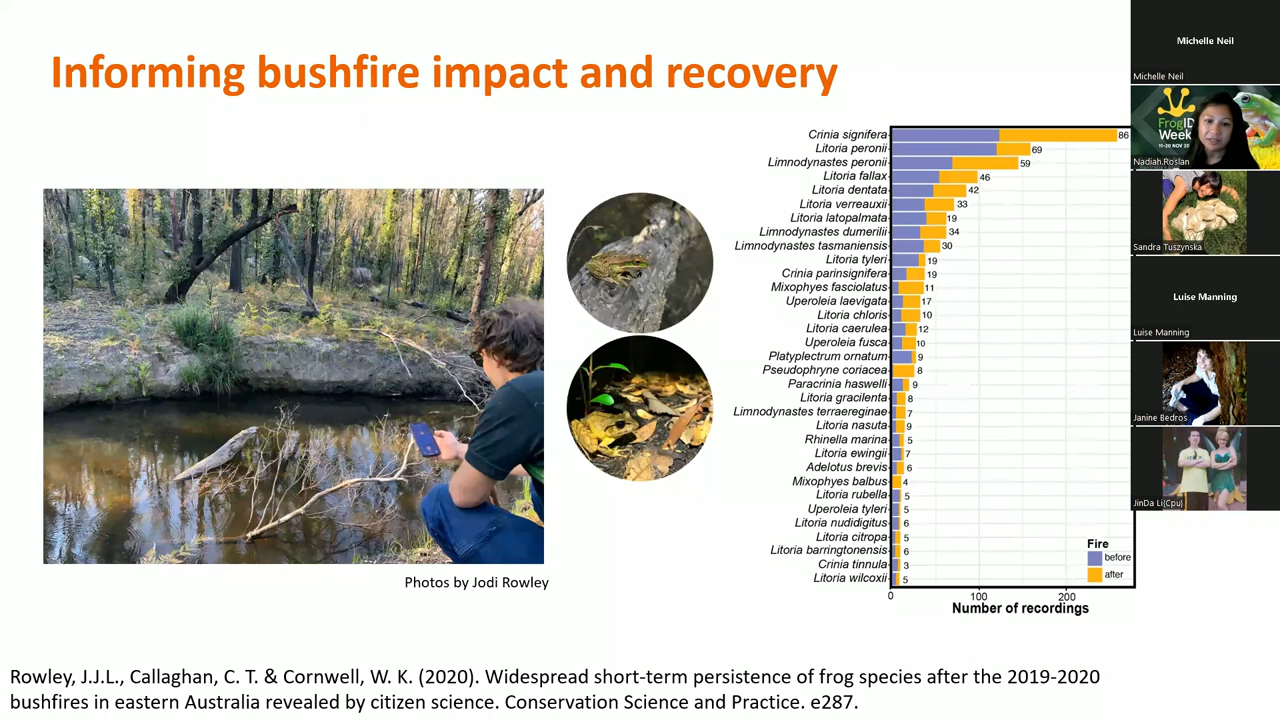 Informing bushfire impact and recovery
Crinia signifera 86
Litoria peronii 69
Limnodynastes peronii 59
Litoria fallax 46
Litoria dentata 42
Litoria verreauxii 33
Litoria latopalmata 19
Limnodynastes dumerilii 34
Limnodynastes tasmaniensis 30
Litoria tyleri 19
Crinia parinsignifera 19
Mixophyes fasciolatus 11
Uperoleia laevigata 17
Litoria chloris 10
Litoria caerulea 12
Uperoleia fusca 10
Platyplectrum ornatum 9
Pseudophryne coriacea 8
Paracrinia haswelli 9
Litoria gracilenta 8
Limnodynastes terraereginae 7
Litoria nasuta 9
Rhinella marina 5
Litoria ewingii 7
Adelotus brevis 6
Mixophyes balbus 4
Litoria rubella 5
Uperoleia tyleri 5
Litoria nudidigitus 6
Litoria citropa 5
Litoria barringtonensis 6
Crinia tinnula 3
Litoria wilcoxii 5
Fire
before
after
0 100 200
Number of recordings
Photos by Jodi Rowley
Rowley, J.J.L., Callaghan, C. T. & Cornwell, W. K. (2020). Widespread short-term persistence of frog species after the 2019-2020
bushfires in eastern Australia revealed by citizen science. Conservation Science and Practice. e287.
Michelle Neil
Michelle Neil
FrogID
Week
11-20 NOV 20
Nadiah.Roslan
Sandra Tuszynska
Luise Manning
Luise Manning
Janine Bedros
JinDa Li(Cpu)